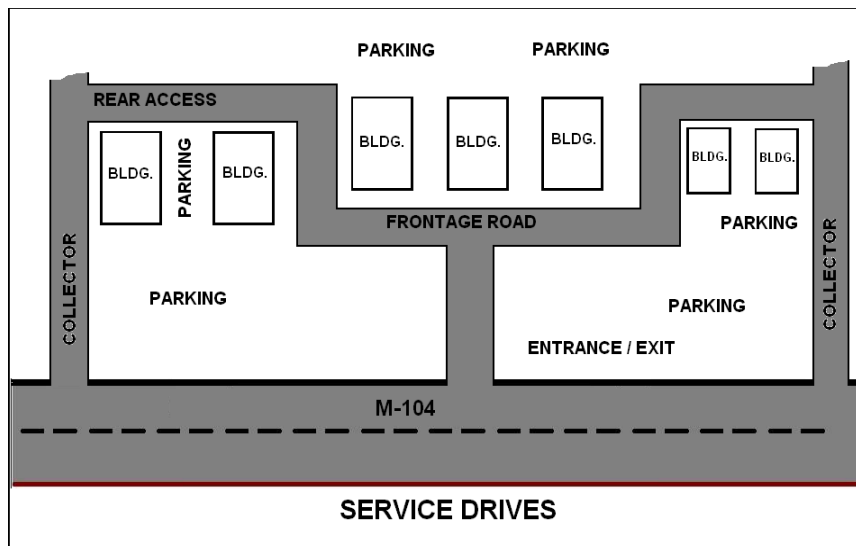 PARKING
PARKING
REAR ACCESS
BLDG.
PARKING
BLDG.
BLDG.
BLDG.
BLDG.
BLDG.
BLDG.
FRONTAGE ROAD
PARKING
COLLECTOR
COLLECTOR
PARKING
PARKING
ENTRANCE / EXIT
M-104
SERVICE DRIVES